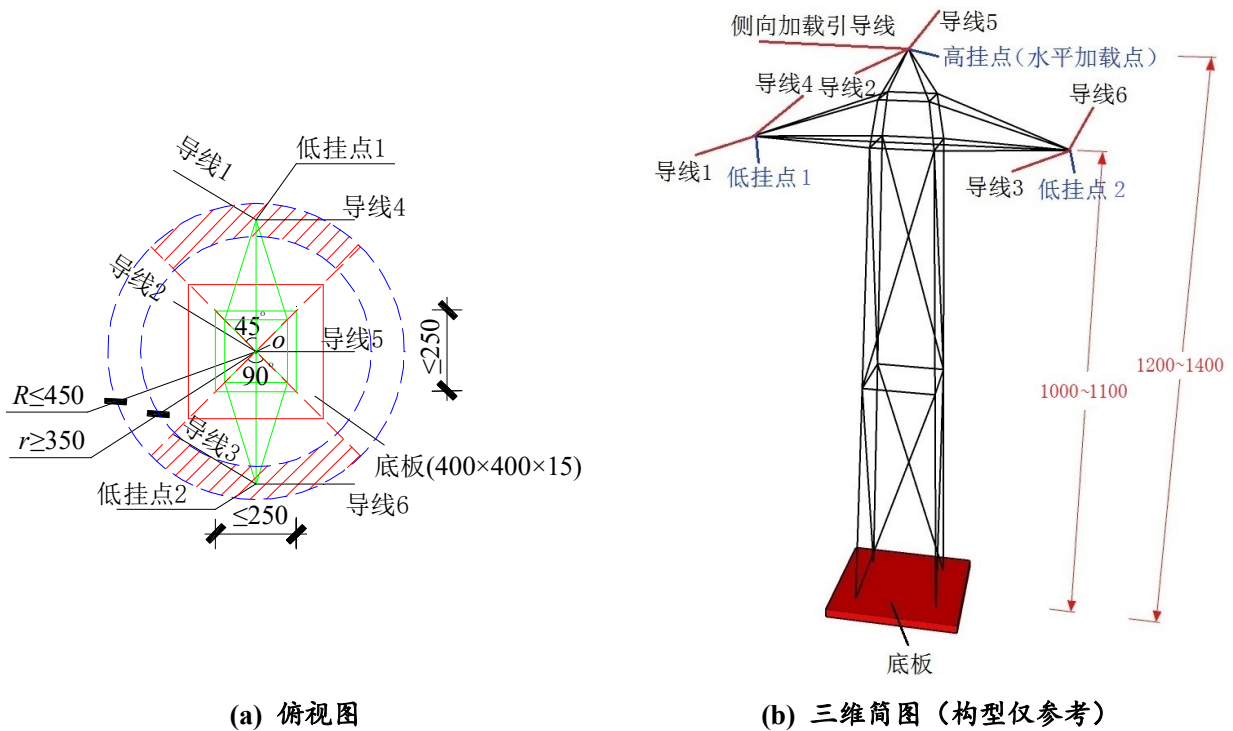 导线1
低挂点1
导线4
导线2
45°
o
导线5
90°
≤250
R≤450
r≥350
导线3
底板(400×400×15)
低挂点2
导线6
≤250
(a) 俯视图
侧向加载引导线
导线5
高挂点(水平加载点)
导线4
导线2
导线6
导线1
低挂点1
导线3
低挂点2
1000~1100
1200~1400
底板
(b) 三维简图（构型仅参考）